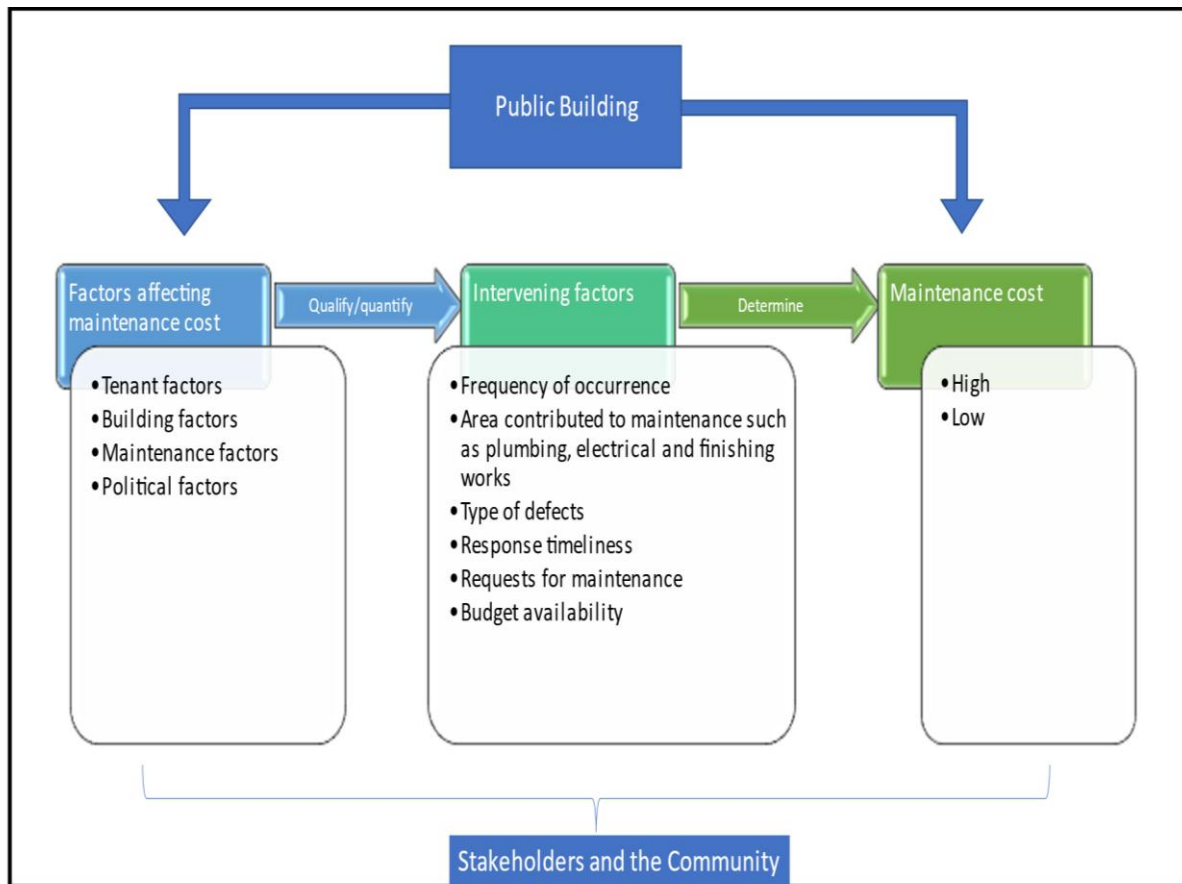 Public Building
Factors affecting
maintenance cost
Qualify/quantify
Intervening factors
Determine
Maintenance cost
•Tenant factors
•Building factors
•Maintenance factors
•Political factors
•Frequency of occurrence
•Area contributed to maintenance such
as plumbing, electrical and finishing
works
•Type of defects
•Response timeliness
•Requests for maintenance
•Budget availability
•High
•Low
Stakeholders and the Community